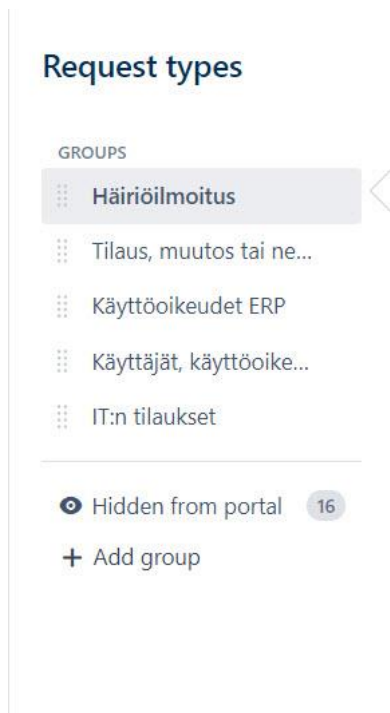 Request types
GROUPS
Häiriöilmoitus
Tilaus, muutos tai ne...
Käyttöoikeudet ERP
Käyttäjät, käyttöoike...
IT:n tilaukset
Hidden from portal 16
Add group